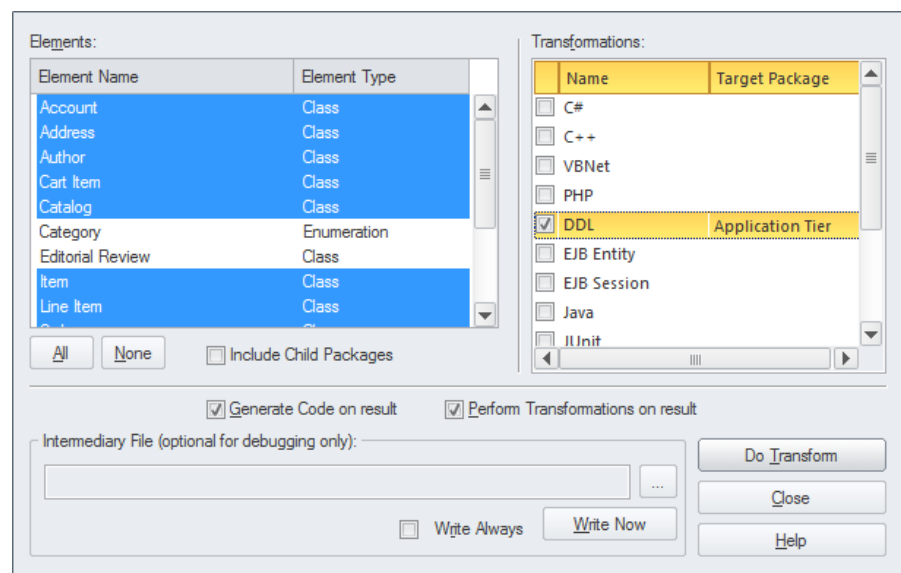 Elements:
Element Name Element Type
Account Class
Address Class
Author Class
Cart Item Class
Catalog Class
Category Enumeration
Editorial Review Class
Item Class
Line Item Class
All None Include Child Packages
Transformations:
Name Target Package
C#
C++
VBNet
PHP
DDL Application Tier
EJB Entity
EJB Session
Java
JUnit
Generate Code on result Perform Transformations on result
Intermediary File (optional for debugging only):
...
Write Always Write Now
Do Transform
Close
Help